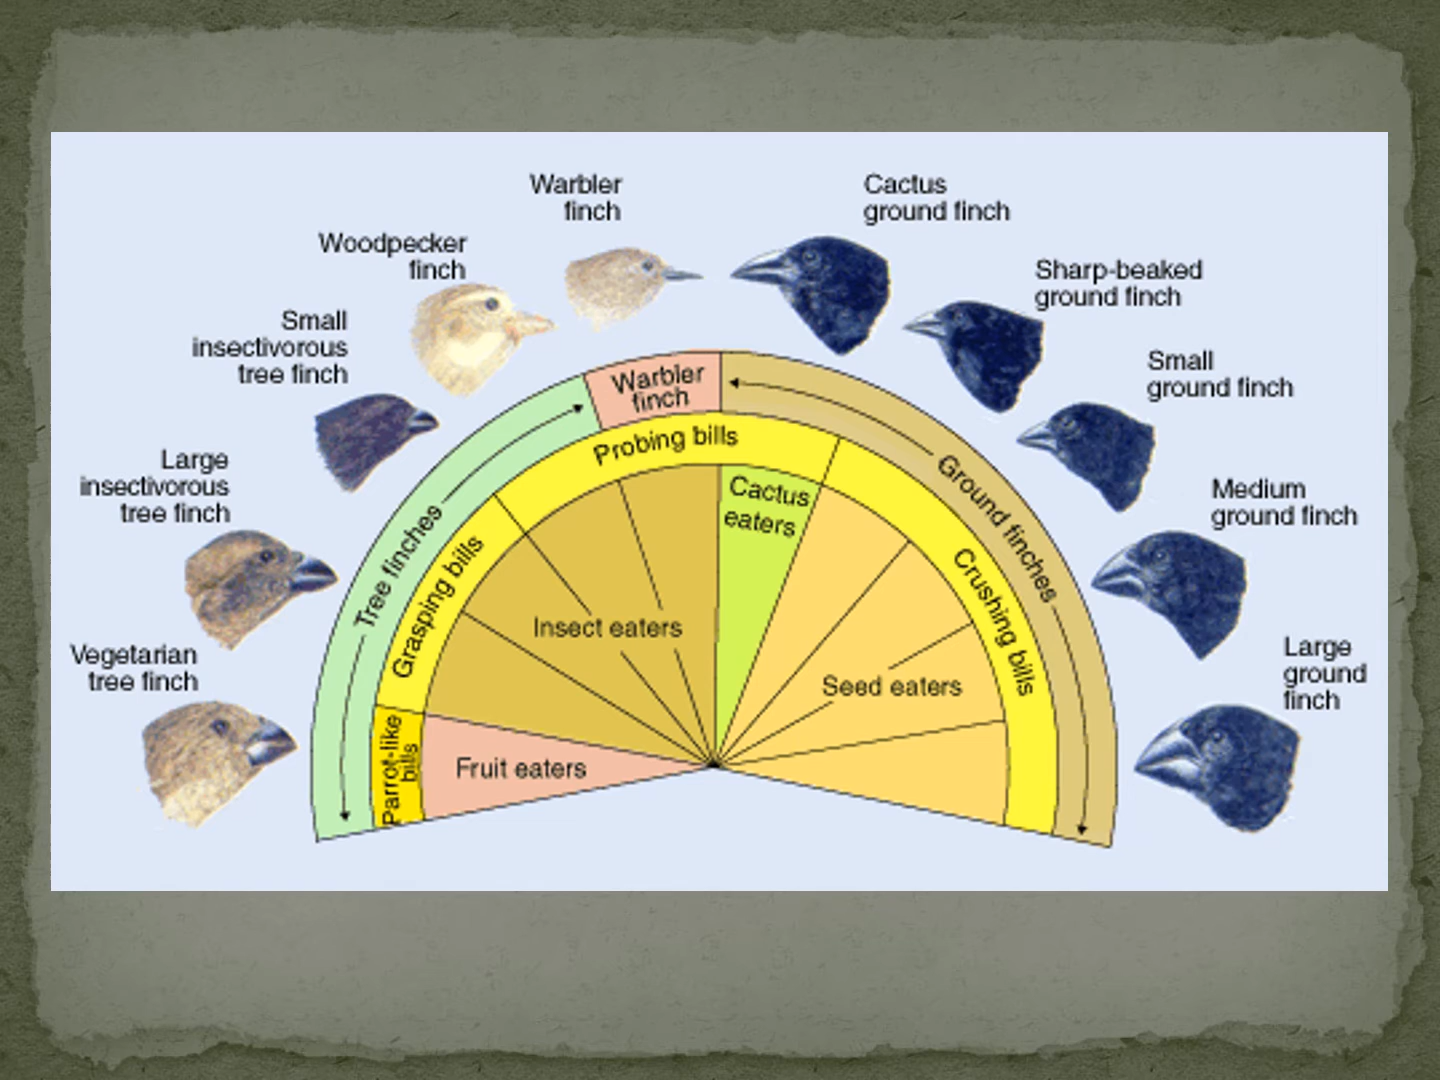 Warbler
finch
Cactus
ground finch
Woodpecker
finch
Sharp-beaked
ground finch
Small
insectivorous
tree finch
Small
ground finch
Large
insectivorous
tree finch
Medium
ground finch
Vegetarian
tree finch
Large
ground
finch
Warbler
finch
Tree finches
Ground finches
Probing bills
Grasping bills
Parrot-like
bills
Crushing bills
Cactus
eaters
Insect eaters
Seed eaters
Fruit eaters